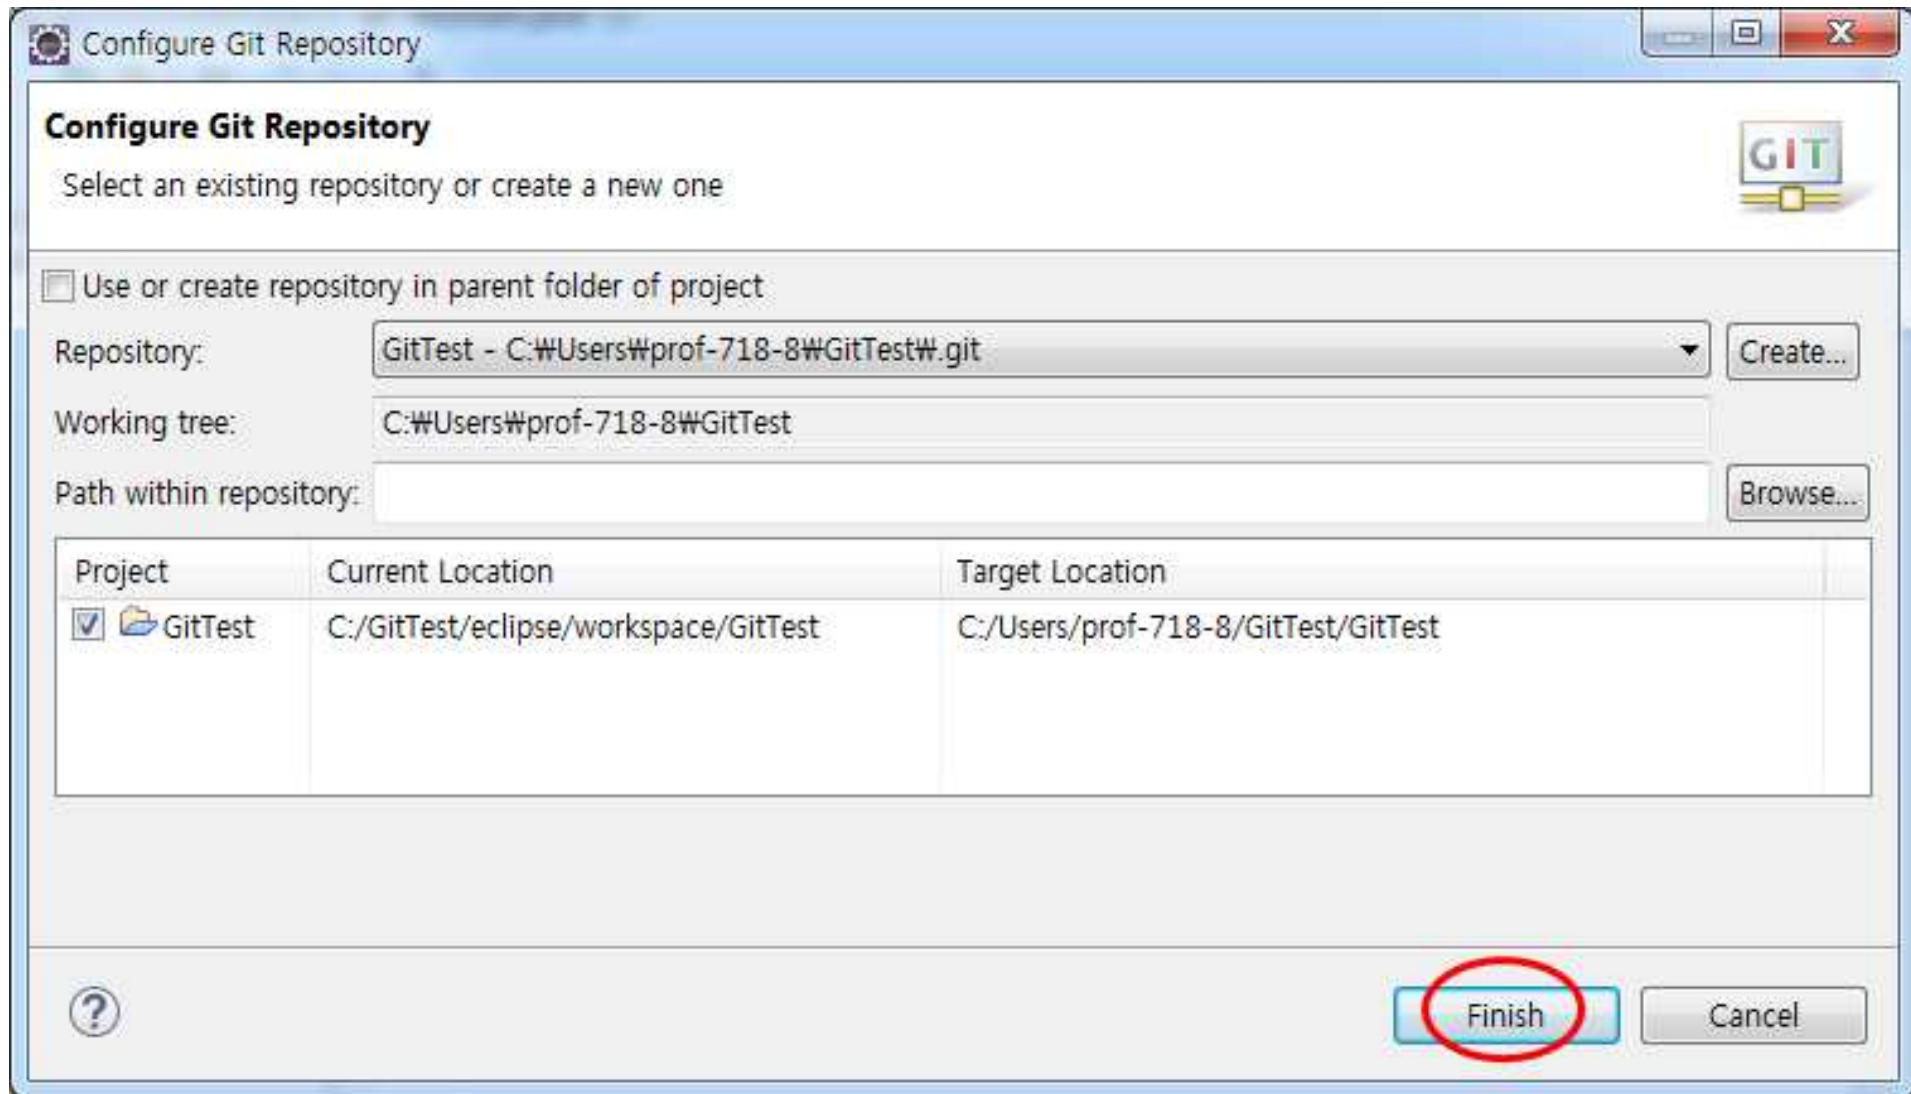 Configure Git Repository
Configure Git Repository
Select an existing repository or create a new one
GIT
Use or create repository in parent folder of project
Repository: GitTest - C:₩Users₩prof-718-8₩GitTest₩.git Create...
Working tree: C:₩Users₩prof-718-8₩GitTest
Path within repository: Browse...
Project Current Location Target Location
GitTest C:/GitTest/eclipse/workspace/GitTest C:/Users/prof-718-8/GitTest/GitTest
? Finish Cancel